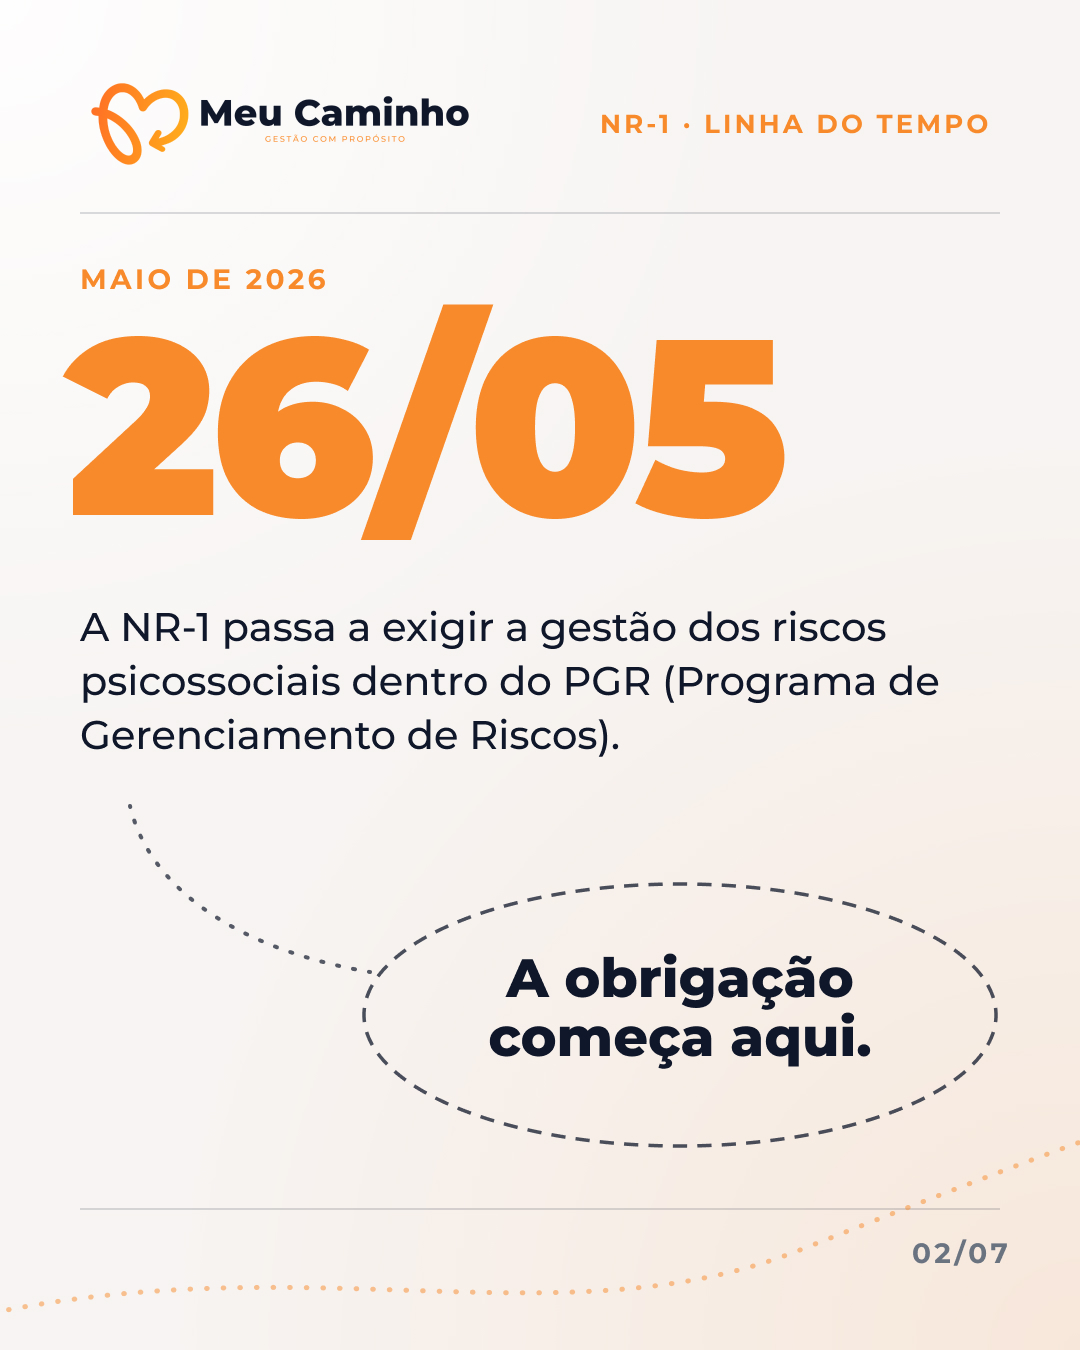 Meu Caminho
GESTÃO COM PROPÓSITO
NR-1 · LINHA DO TEMPO
MAIO DE 2026
26/05
A NR-1 passa a exigir a gestão dos riscos
psicossociais dentro do PGR (Programa de
Gerenciamento de Riscos).
A obrigação
começa aqui.
02/07